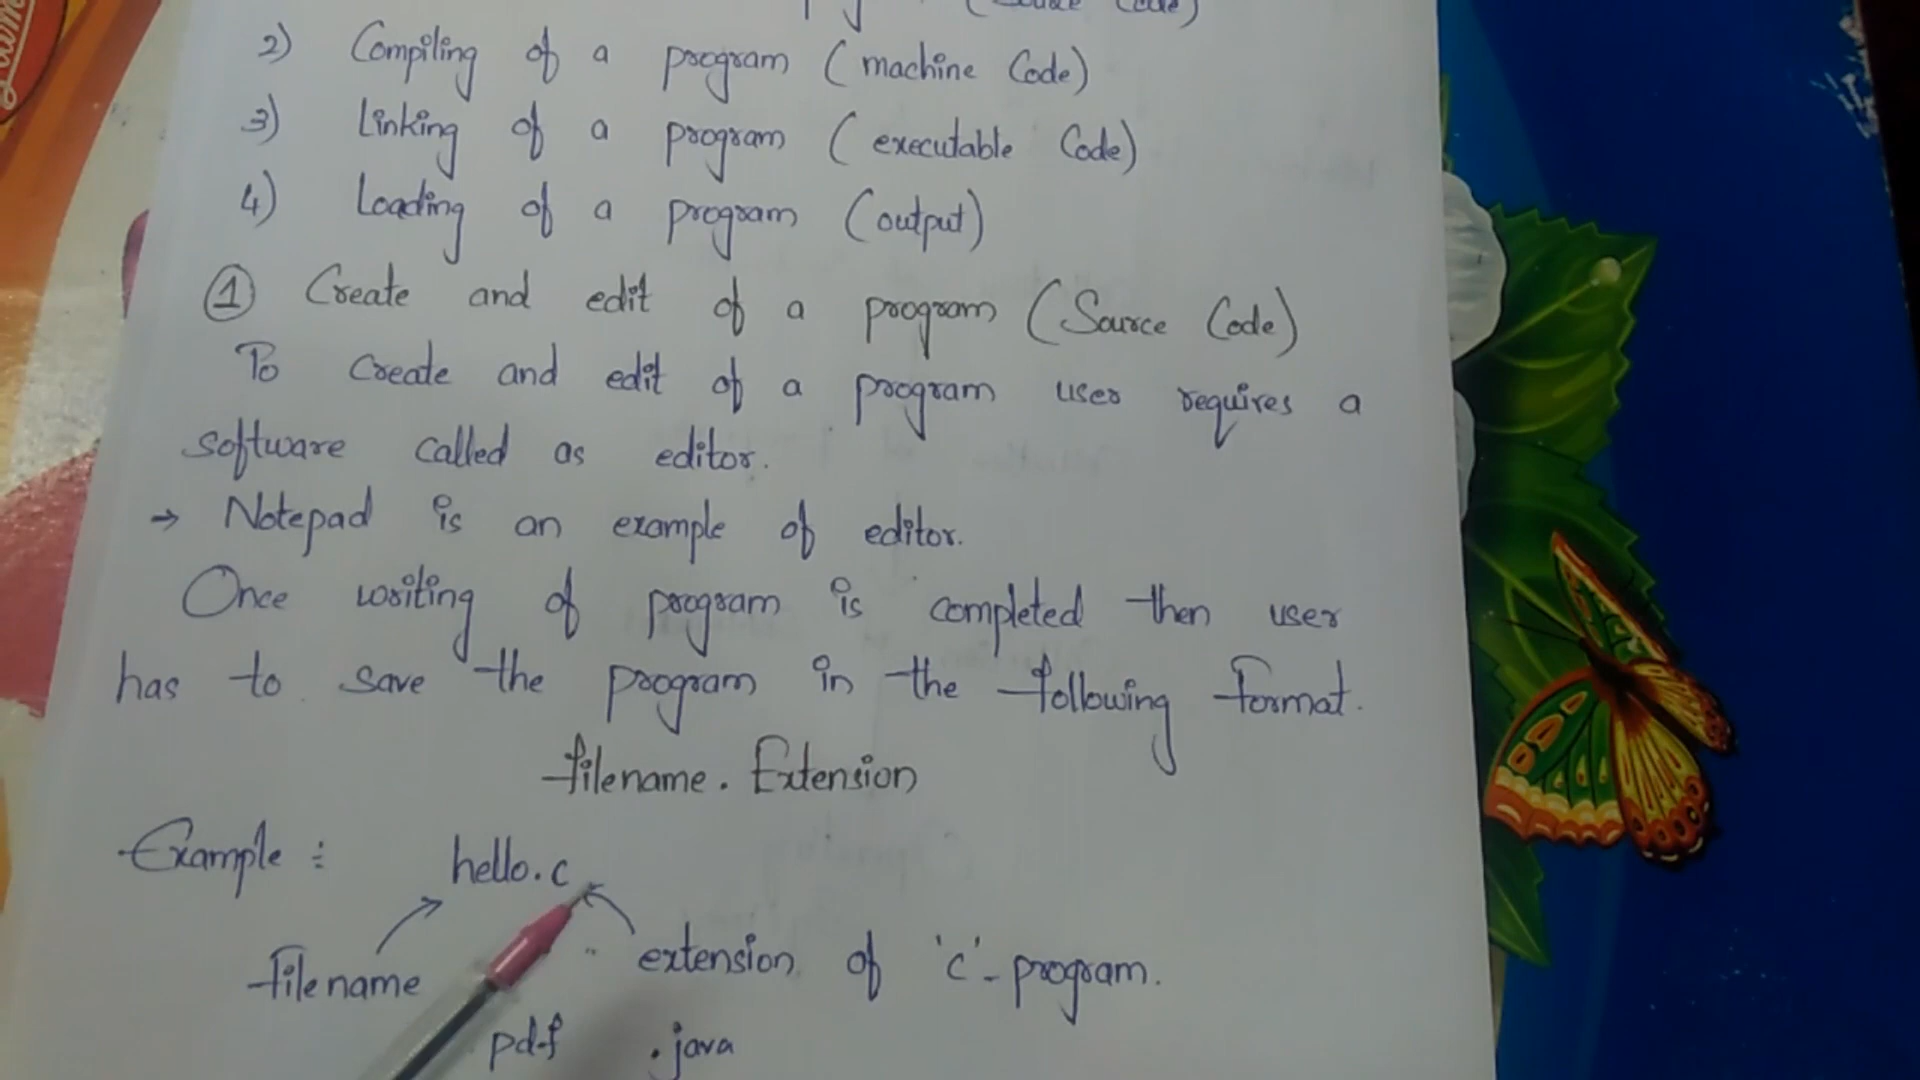 (Source Code)
2) Compiling of a program (machine Code)
3) Linking of a program (executable Code)
4) Loading of a program (output)
① Create and edit of a program (Source Code)
To create and edit of a program user requires a
software called as editor.
→ Notepad is an example of editor.
Once writing of program is completed then user
has to save the program in the following format.
filename. Extension
Example :
hello.c
filename
extension of 'c'-program.
pdf .java